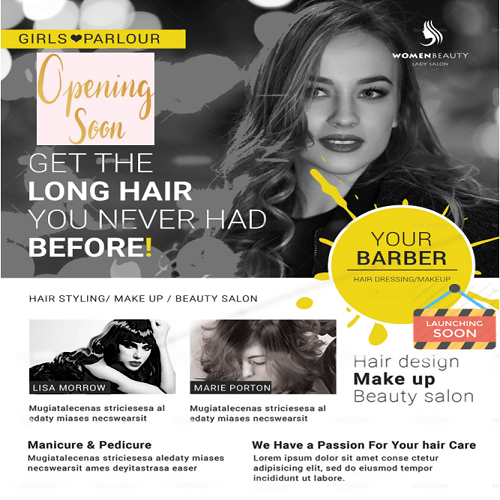 GIRLS❤PARLOUR
WOMENBEAUTY
LADY SALON
Opening
Soon
GET THE
LONG HAIR
YOU NEVER HAD
BEFORE!
YOUR
BARBER
HAIR DRESSING/MAKEUP
HAIR STYLING/ MAKE UP / BEAUTY SALON
LAUNCHING
SOON
LISA MORROW
MARIE PORTON
Hair design
Make up
Beauty salon
Mugiatalecenas striciesesa al
edaty miases necswearsit
Mugiatalecenas striciesesa al
edaty miases necswearsit
Manicure & Pedicure
Mugiatalecenas striciesesa aledaty miases
necswearsit ames deyitastrasa easer
We Have a Passion For Your hair Care
Lorem ipsum dolor sit amet conse ctetur
adipisicing elit, sed do eiusmod tempor
incididunt ut labore.